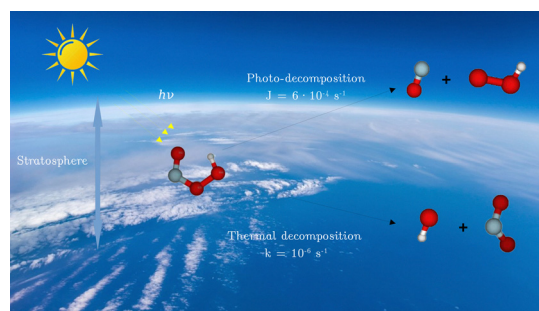 hν
Photo-decomposition
J = 6 · 10⁻⁴ s⁻¹
Stratosphere
+
Thermal decomposition
k = 10⁻⁶ s⁻¹
+